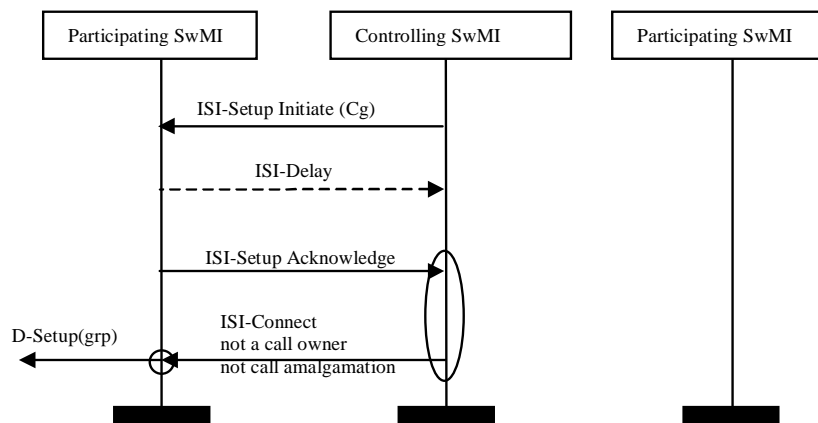 Participating SwMI
Controlling SwMI
Participating SwMI
ISI-Setup Initiate (Cg)
ISI-Delay
ISI-Setup Acknowledge
ISI-Connect
not a call owner
not call amalgamation
D-Setup(grp)